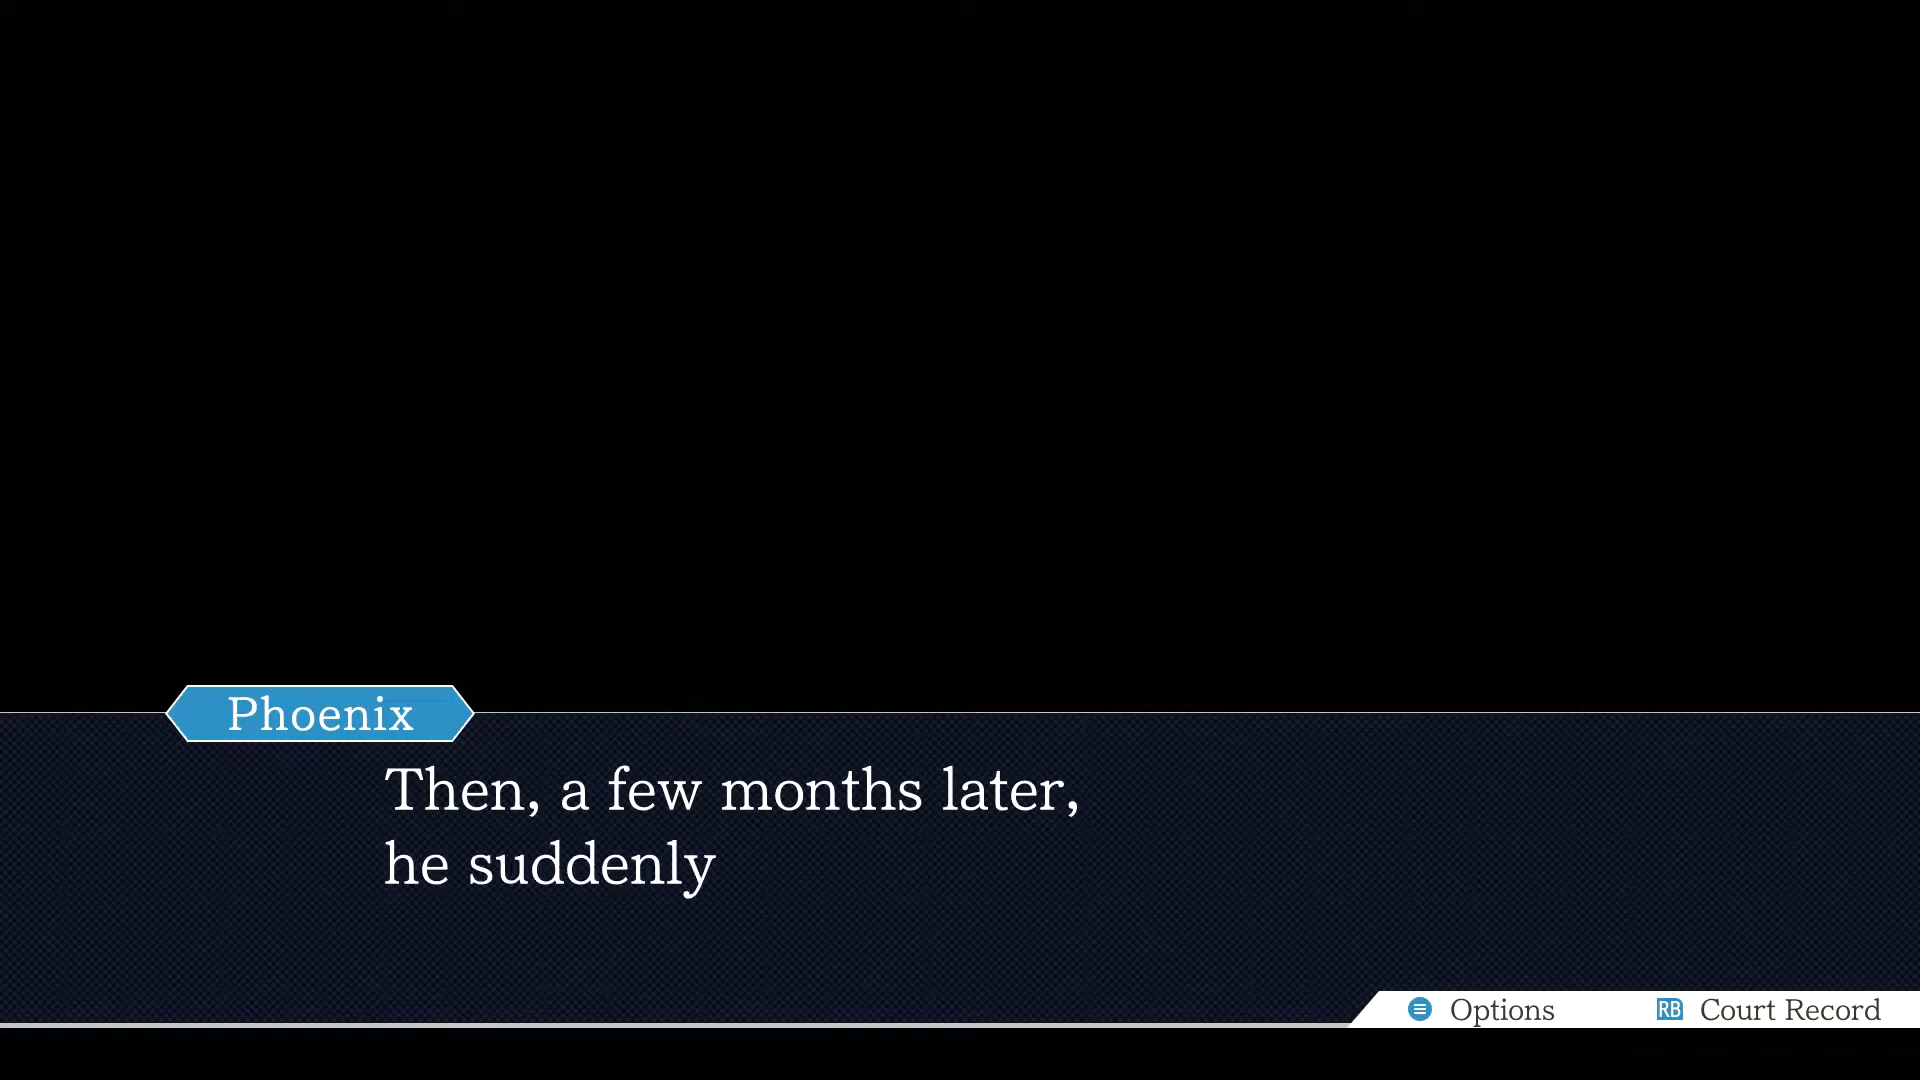 Phoenix
Then, a few months later,
he suddenly
Options
RB Court Record